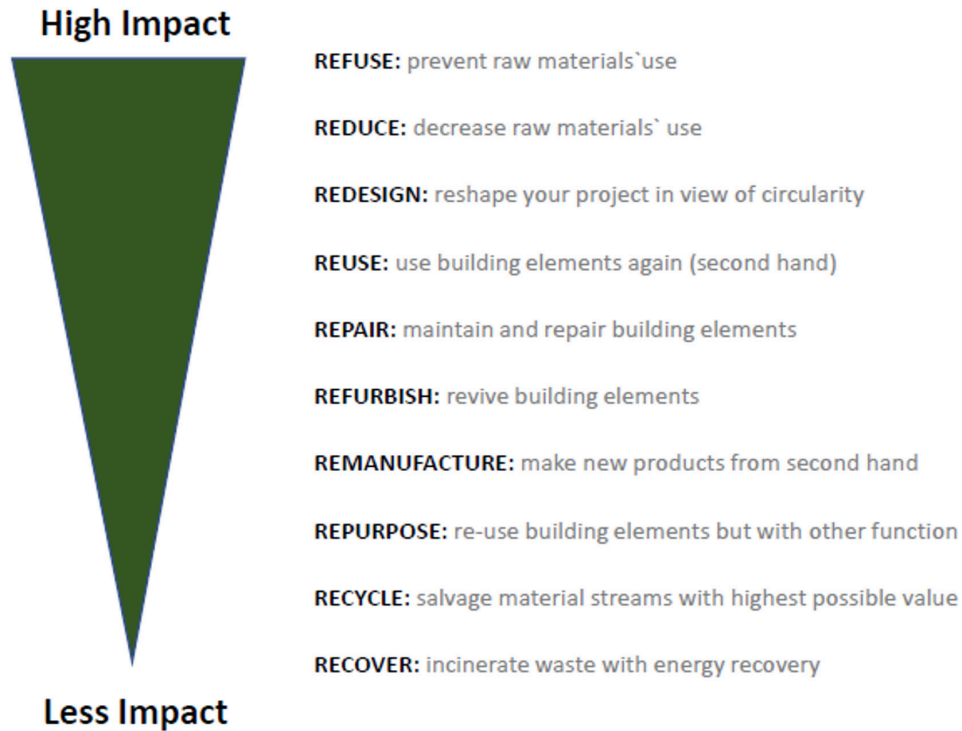 High Impact
REFUSE: prevent raw materials`use
REDUCE: decrease raw materials` use
REDESIGN: reshape your project in view of circularity
REUSE: use building elements again (second hand)
REPAIR: maintain and repair building elements
REFURBISH: revive building elements
REMANUFACTURE: make new products from second hand
REPURPOSE: re-use building elements but with other function
RECYCLE: salvage material streams with highest possible value
RECOVER: incinerate waste with energy recovery
Less Impact